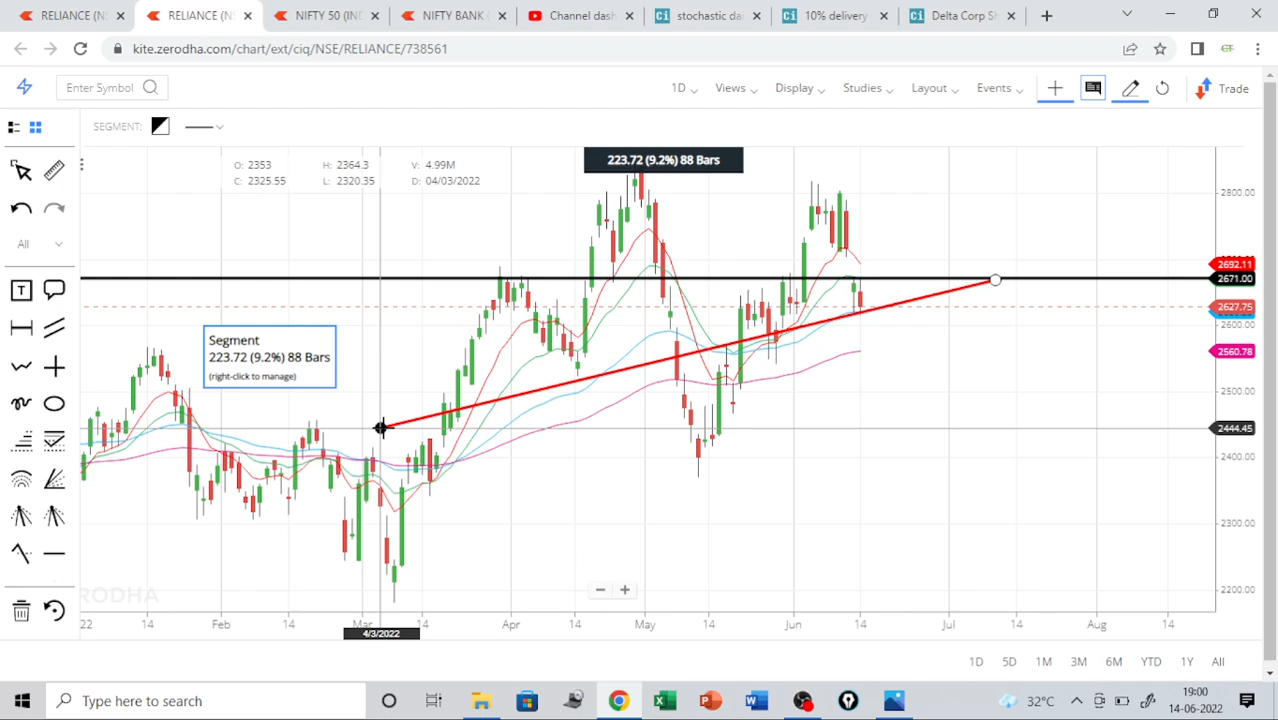 RELIANCE (N
RELIANCE (N
NIFTY 50 (IND
NIFTY BANK (
Channel dash
stochastic da
10% delivery
Delta Corp Sh
kite.zerodha.com/chart/ext/ciq/NSE/RELIANCE/738561
Enter Symbol
1D
Views
Display
Studies
Layout
Events
Trade
SEGMENT:
O: 2353
H: 2364.3
V: 4.99M
C: 2325.55
L: 2320.35
D: 04/03/2022
223.72 (9.2%) 88 Bars
All
T
Segment
223.72 (9.2%) 88 Bars
(right-click to manage)
2800.00
2692.11
2671.00
2627.75
2600.00
2560.78
2500.00
2444.45
2400.00
2300.00
2200.00
ERODHA
22
14
Feb
14
Mar
14
Apr
14
May
14
Jun
14
Jul
14
Aug
14
4/3/2022
1D
5D
1M
3M
6M
YTD
1Y
All
Type here to search
32°C
19:00
14-06-2022